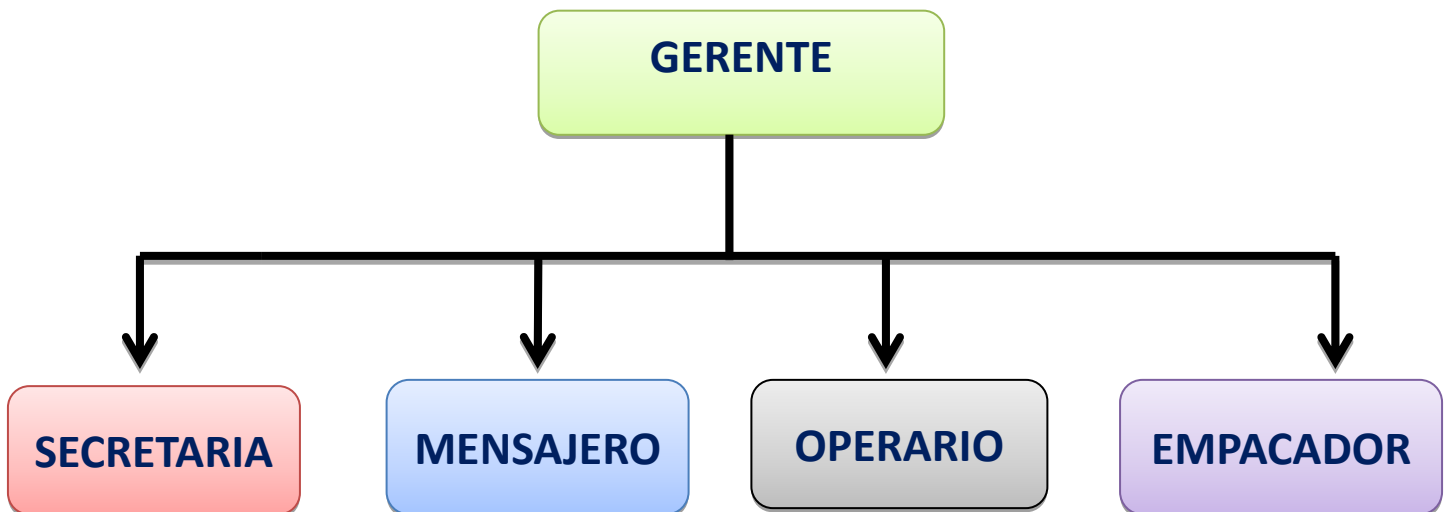 GERENTE
SECRETARIA
MENSAJERO
OPERARIO
EMPACADOR